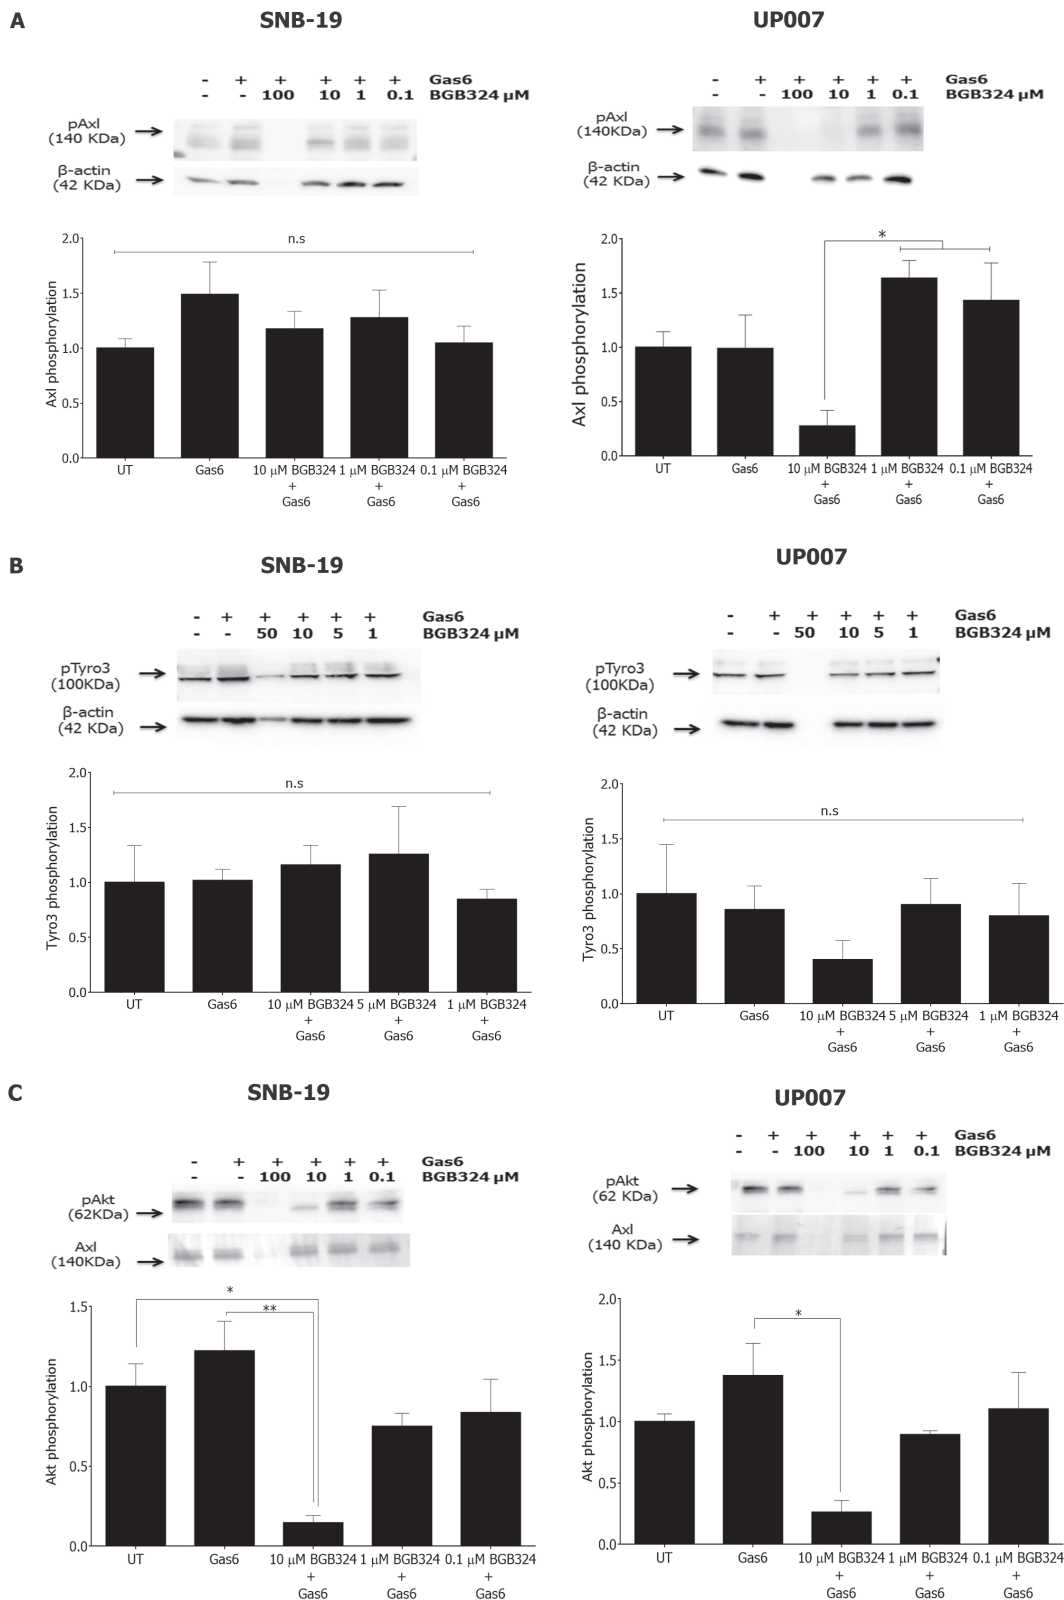 A
SNB-19
UP007
- + + + + + Gas6
- - 100 10 1 0.1 BGB324 µM
pAxl
(140 KDa)
β-actin
(42 KDa)
- + + + + + Gas6
- - 100 10 1 0.1 BGB324 µM
pAxl
(140KDa)
β-actin
(42 KDa)
Axl phosphorylation
2.0
1.5
1.0
0.5
0.0
n.s
UT Gas6 10 µM BGB324 1 µM BGB324 0.1 µM BGB324
+ + +
Gas6 Gas6 Gas6
Axl phosphorylation
2.0
1.5
1.0
0.5
0.0
*
UT Gas6 10 µM BGB324 1 µM BGB324 0.1 µM BGB324
+ + +
Gas6 Gas6 Gas6
B
SNB-19
UP007
- + + + + + Gas6
- - 50 10 5 1 BGB324 µM
pTyro3
(100KDa)
β-actin
(42 KDa)
- + + + + + Gas6
- - 50 10 5 1 BGB324 µM
pTyro3
(100KDa)
β-actin
(42 KDa)
Tyro3 phosphorylation
2.0
1.5
1.0
0.5
0.0
n.s
UT Gas6 10 µM BGB324 5 µM BGB324 1 µM BGB324
+ + +
Gas6 Gas6 Gas6
Tyro3 phosphorylation
2.0
1.5
1.0
0.5
0.0
n.s
UT Gas6 10 µM BGB324 5 µM BGB324 1 µM BGB324
+ + +
Gas6 Gas6 Gas6
C
SNB-19
UP007
- + + + + + Gas6
- - 100 10 1 0.1 BGB324 µM
pAkt
(62KDa)
Axl
(140KDa)
- + + + + + Gas6
- - 100 10 1 0.1 BGB324 µM
pAkt
(62 KDa)
Axl
(140 KDa)
Akt phosphorylation
1.5
1.0
0.5
0.0
*
**
UT Gas6 10 µM BGB324 1 µM BGB324 0.1 µM BGB324
+ + +
Gas6 Gas6 Gas6
Akt phosphorylation
2.0
1.5
1.0
0.5
0.0
*
UT Gas6 10 µM BGB324 1 µM BGB324 0.1 µM BGB324
+ + +
Gas6 Gas6 Gas6